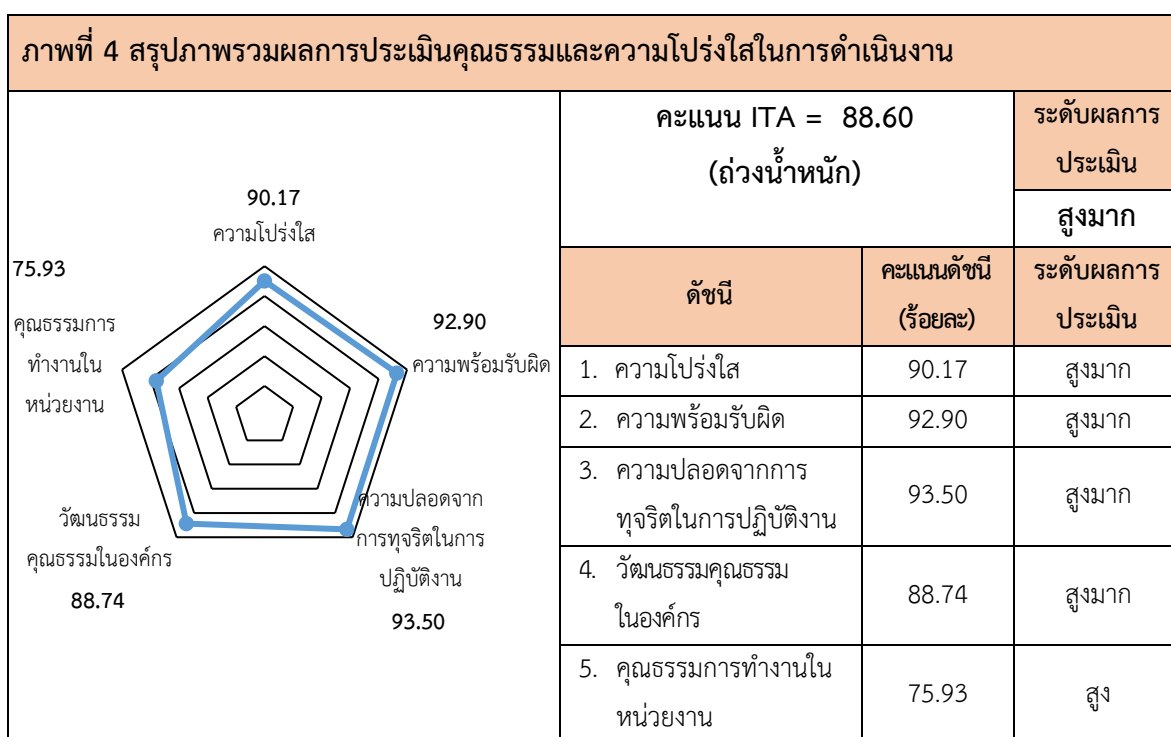 ภาพที่ 4 สรุปภาพรวมผลการประเมินคุณธรรมและความโปร่งใสในการดำเนินงาน
90.17
ความโปร่งใส
75.93
คุณธรรมการ
ทำงานใน
หน่วยงาน
92.90
ความพร้อมรับผิด
วัฒนธรรม
คุณธรรมในองค์กร
88.74
ความปลอดจาก
การทุจริตในการ
ปฏิบัติงาน
93.50
คะแนน ITA = 88.60
(ถ่วงน้ำหนัก)
ระดับผลการ
ประเมิน
สูงมาก
ดัชนี
คะแนนดัชนี
(ร้อยละ)
ระดับผลการ
ประเมิน
1. ความโปร่งใส 90.17 สูงมาก
2. ความพร้อมรับผิด 92.90 สูงมาก
3. ความปลอดจากการ
ทุจริตในการปฏิบัติงาน
93.50 สูงมาก
4. วัฒนธรรมคุณธรรม
ในองค์กร
88.74 สูงมาก
5. คุณธรรมการทำงานใน
หน่วยงาน
75.93 สูง